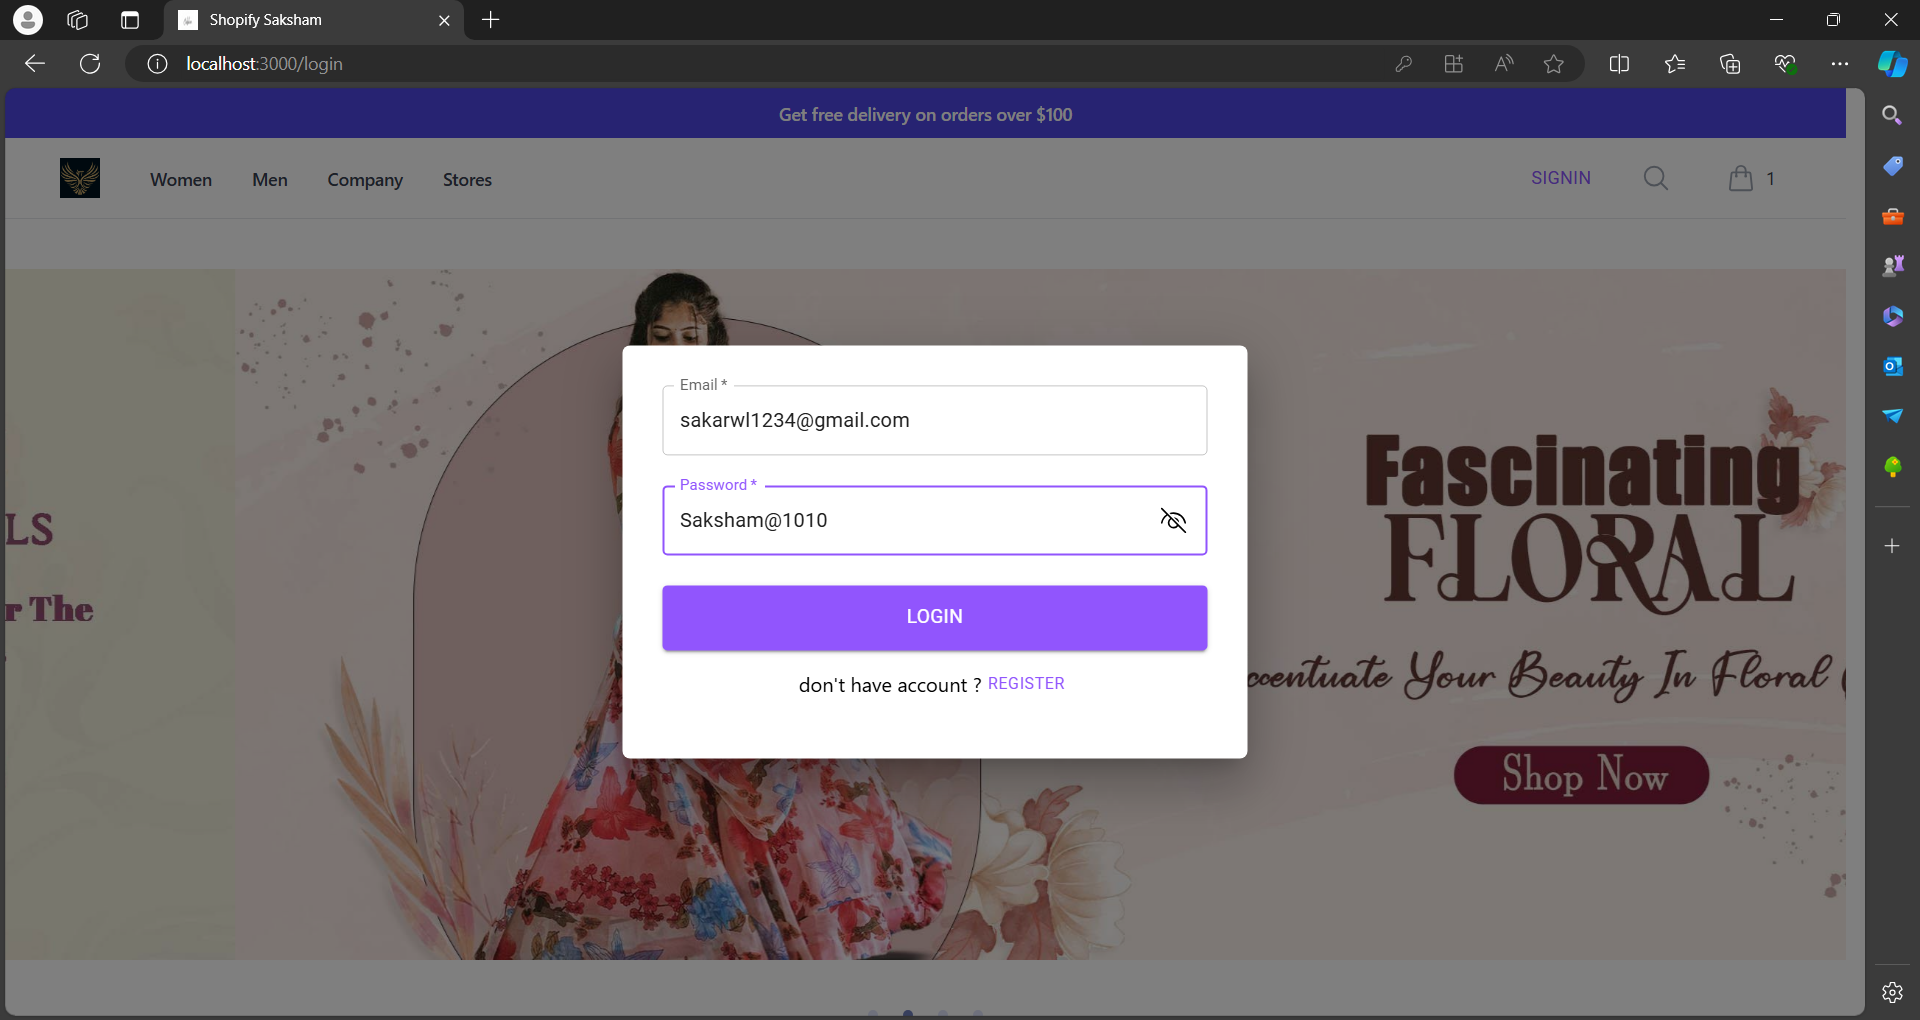 Shopify Saksham
localhost:3000/login
Get free delivery on orders over $100
Women Men Company Stores SIGNIN 1
Email *
sakarwl1234@gmail.com
Password *
Saksham@1010
LOGIN
don't have account ? REGISTER
LS
The
Fascinating
FLORAL
Your Beauty In Floral
Shop Now